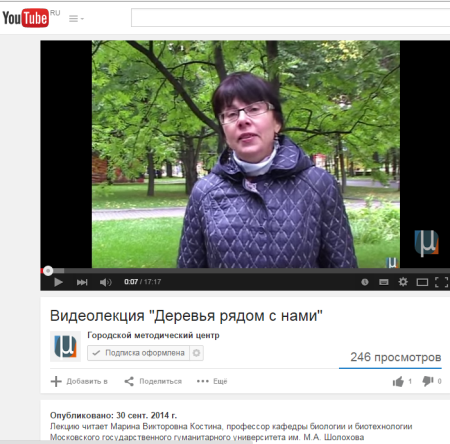 YouTube RU
0:07 / 17:17
Видеолекция "Деревья рядом с нами"
Городской методический центр
Подписка оформлена
246 просмотров
Добавить в Поделиться Ещё 1 0
Опубликовано: 30 сент. 2014 г.
Лекцию читает Марина Викторовна Костина, профессор кафедры биологии и биотехнологии
Московского государственного гуманитарного университета им. М.А. Шолохова